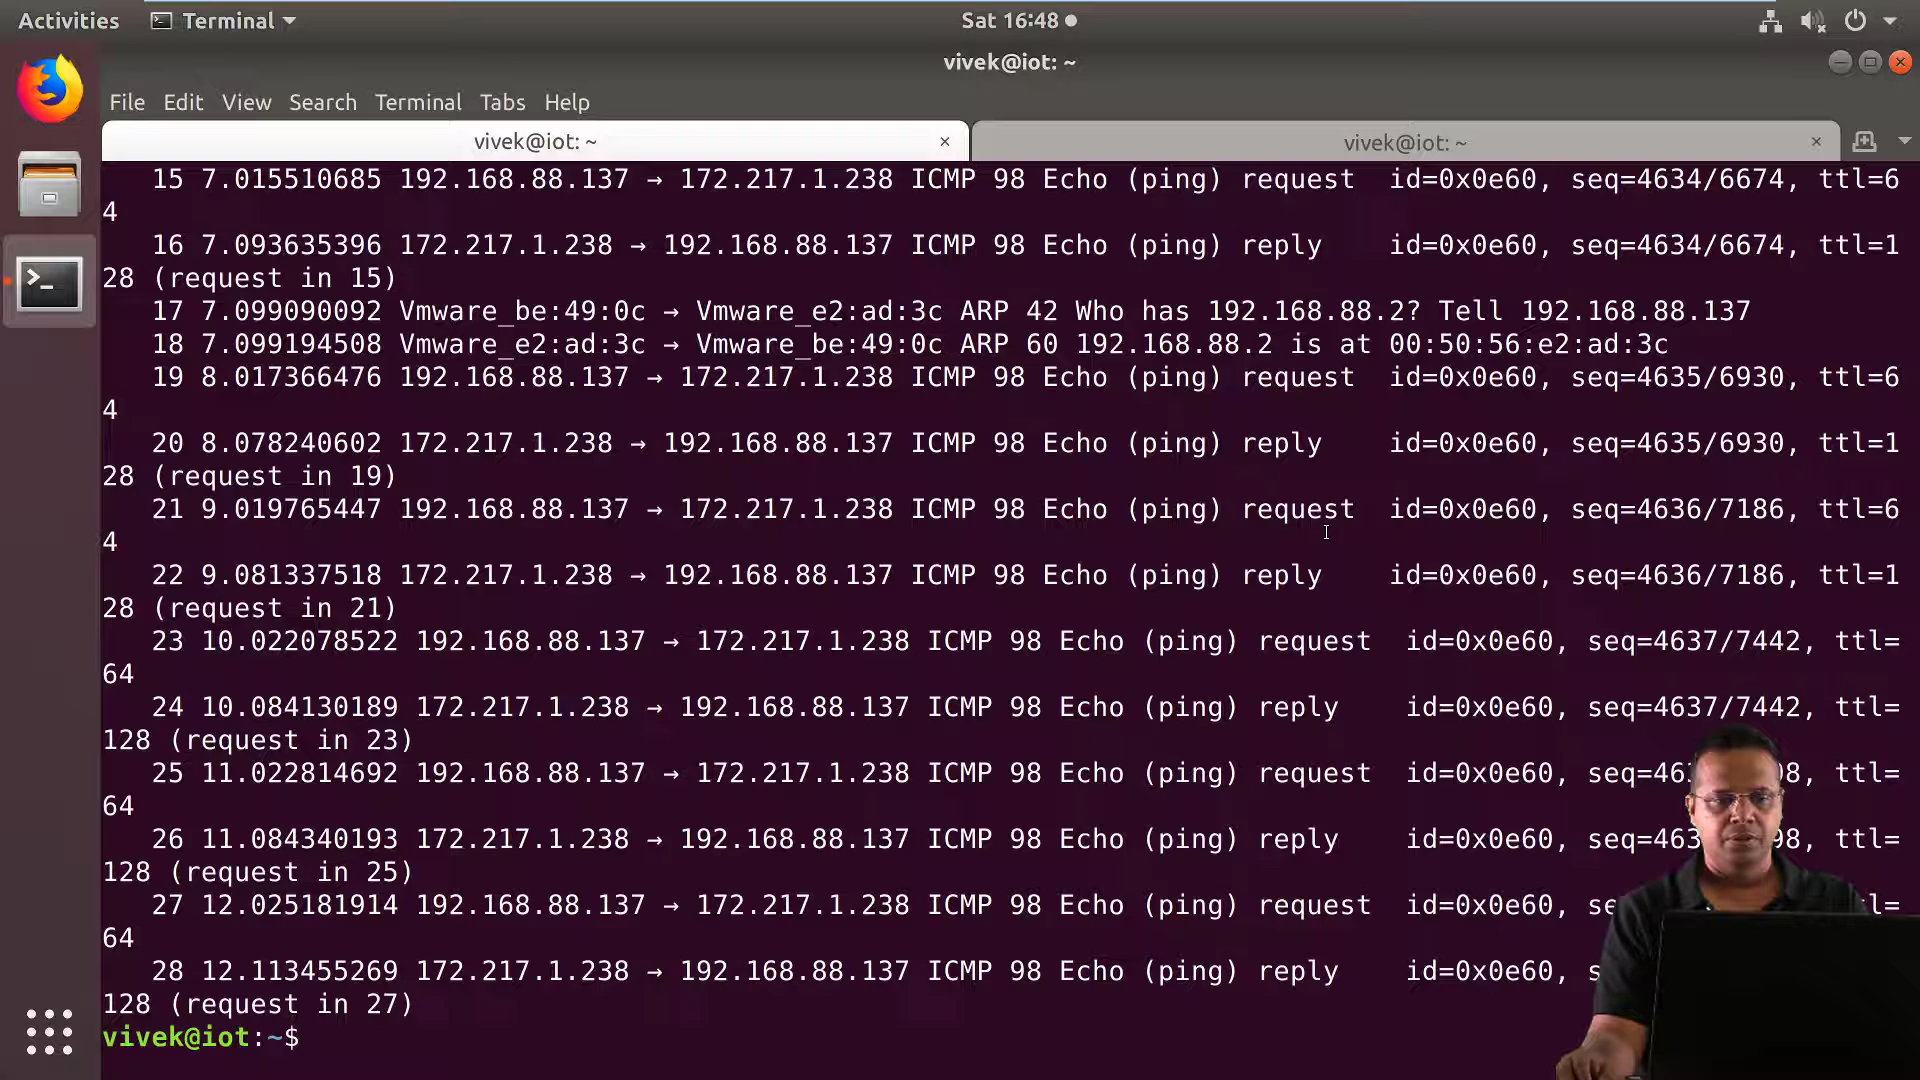 Activities Terminal Sat 16:48
vivek@iot: ~
File Edit View Search Terminal Tabs Help
vivek@iot: ~ × vivek@iot: ~ ×
15 7.015510685 192.168.88.137 → 172.217.1.238 ICMP 98 Echo (ping) request id=0x0e60, seq=4634/6674, ttl=6
4
16 7.093635396 172.217.1.238 → 192.168.88.137 ICMP 98 Echo (ping) reply id=0x0e60, seq=4634/6674, ttl=1
28 (request in 15)
17 7.099090092 Vmware_be:49:0c → Vmware_e2:ad:3c ARP 42 Who has 192.168.88.2? Tell 192.168.88.137
18 7.099194508 Vmware_e2:ad:3c → Vmware_be:49:0c ARP 60 192.168.88.2 is at 00:50:56:e2:ad:3c
19 8.017366476 192.168.88.137 → 172.217.1.238 ICMP 98 Echo (ping) request id=0x0e60, seq=4635/6930, ttl=6
4
20 8.078240602 172.217.1.238 → 192.168.88.137 ICMP 98 Echo (ping) reply id=0x0e60, seq=4635/6930, ttl=1
28 (request in 19)
21 9.019765447 192.168.88.137 → 172.217.1.238 ICMP 98 Echo (ping) request id=0x0e60, seq=4636/7186, ttl=6
4
22 9.081337518 172.217.1.238 → 192.168.88.137 ICMP 98 Echo (ping) reply id=0x0e60, seq=4636/7186, ttl=1
28 (request in 21)
23 10.022078522 192.168.88.137 → 172.217.1.238 ICMP 98 Echo (ping) request id=0x0e60, seq=4637/7442, ttl=
64
24 10.084130189 172.217.1.238 → 192.168.88.137 ICMP 98 Echo (ping) reply id=0x0e60, seq=4637/7442, ttl=
128 (request in 23)
25 11.022814692 192.168.88.137 → 172.217.1.238 ICMP 98 Echo (ping) request id=0x0e60, ttl=
64
26 11.084340193 172.217.1.238 → 192.168.88.137 ICMP 98 Echo (ping) reply id=0x0e60, ttl=
128 (request in 25)
27 12.025181914 192.168.88.137 → 172.217.1.238 ICMP 98 Echo (ping) request id=0x0e60,
64
28 12.113455269 172.217.1.238 → 192.168.88.137 ICMP 98 Echo (ping) reply id=0x0e60,
128 (request in 27)
vivek@iot:~$